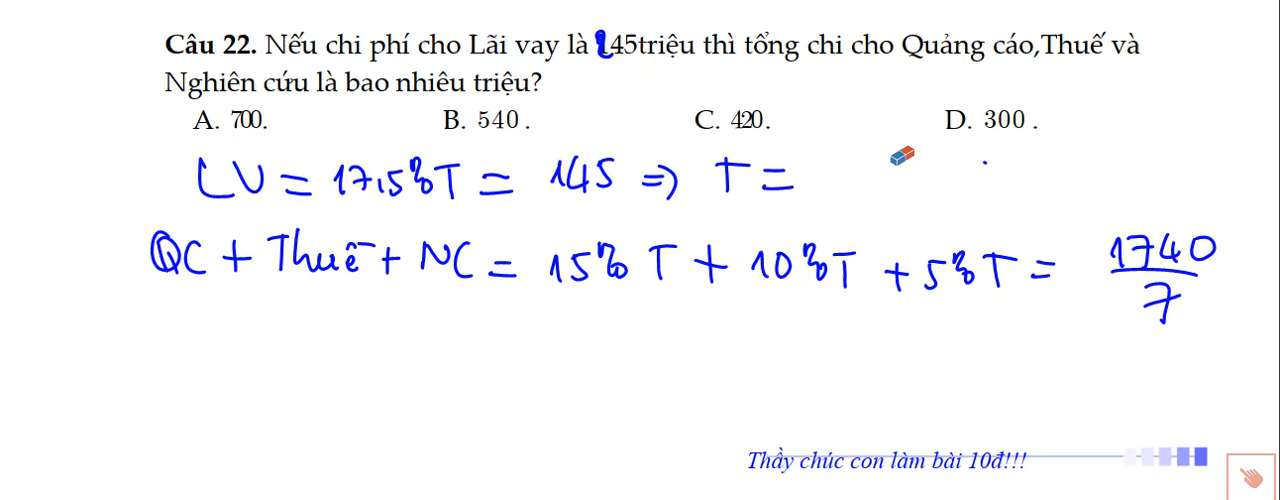 Câu 22. Nếu chi phí cho Lãi vay là 245triệu thì tổng chi cho Quảng cáo,Thuế và
Nghiên cứu là bao nhiêu triệu?
A. 700. B. 540 . C. 420. D. 300 .
LV = 17,5%T = 145 => T =
QC + Thuế + NC = 15% T + 10%T + 5%T = 1740/7
Thầy chúc con làm bài 10đ!!!